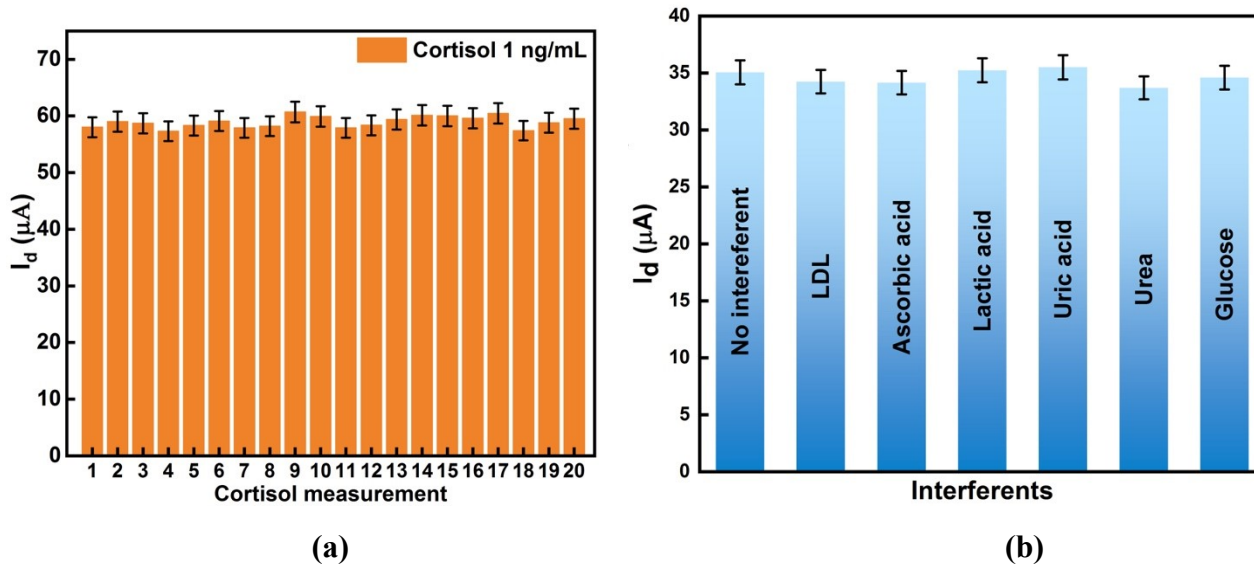 70
60
50
40
30
20
10
0
I_d (μA)
Cortisol 1 ng/mL
1 2 3 4 5 6 7 8 9 10 11 12 13 14 15 16 17 18 19 20
Cortisol measurement
(a)
40
35
30
25
20
15
10
5
0
I_d (μA)
No intereferent
LDL
Ascorbic acid
Lactic acid
Uric acid
Urea
Glucose
Interferents
(b)